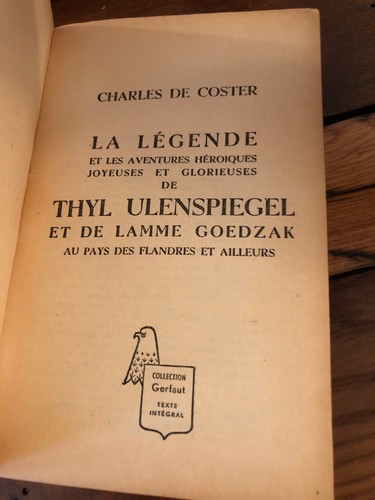 CHARLES DE COSTER
LA LÉGENDE
ET LES AVENTURES HÉROIQUES
JOYEUSES ET GLORIEUSES
DE
THYL ULENSPIEGEL
ET DE LAMME GOEDZAK
AU PAYS DES FLANDRES ET AILLEURS
COLLECTION
Gerfaut
TEXTE
INTÉGRAL